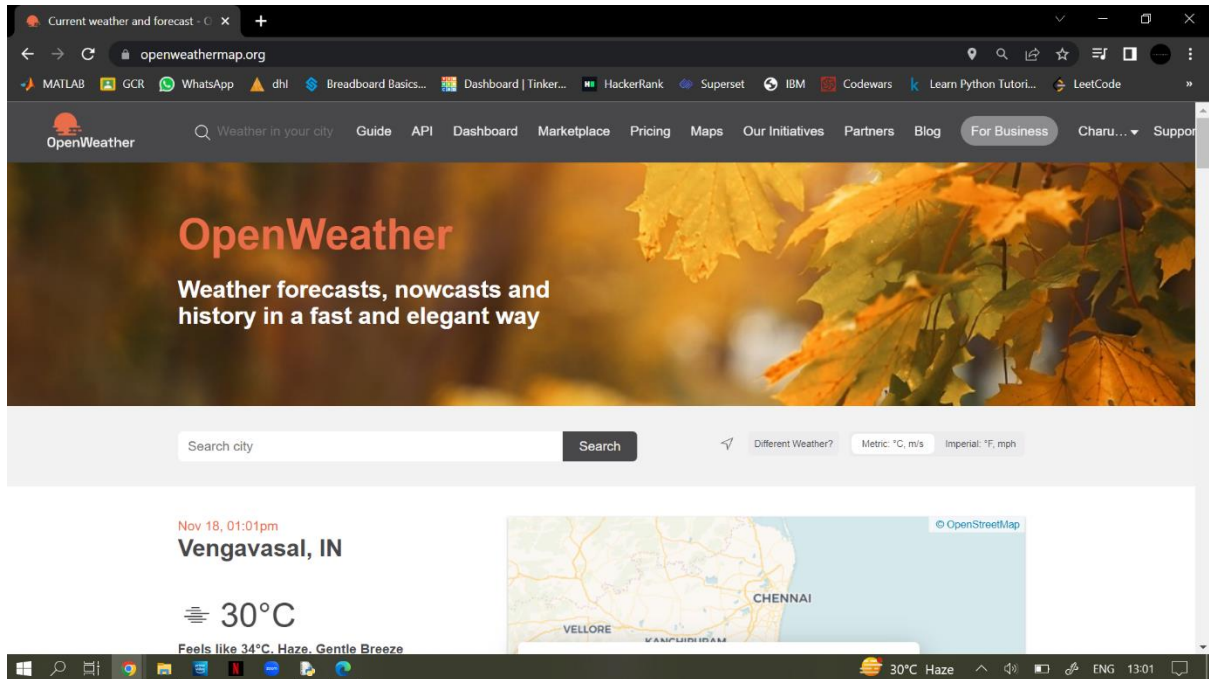 Current weather and forecast - O
openweathermap.org
MATLAB GCR WhatsApp dhl Breadboard Basics... Dashboard | Tinker... HackerRank Superset IBM Codewars Learn Python Tutori... LeetCode »
OpenWeather Weather in your city Guide API Dashboard Marketplace Pricing Maps Our Initiatives Partners Blog For Business Charu... Suppor
OpenWeather
Weather forecasts, nowcasts and
history in a fast and elegant way
Search city Search Different Weather? Metric: °C, m/s Imperial: °F, mph
Nov 18, 01:01pm
Vengavasal, IN
© OpenStreetMap
30°C
CHENNAI
VELLORE
KANCHIPURAM
Feels like 34°C. Haze. Gentle Breeze
30°C Haze ENG 13:01